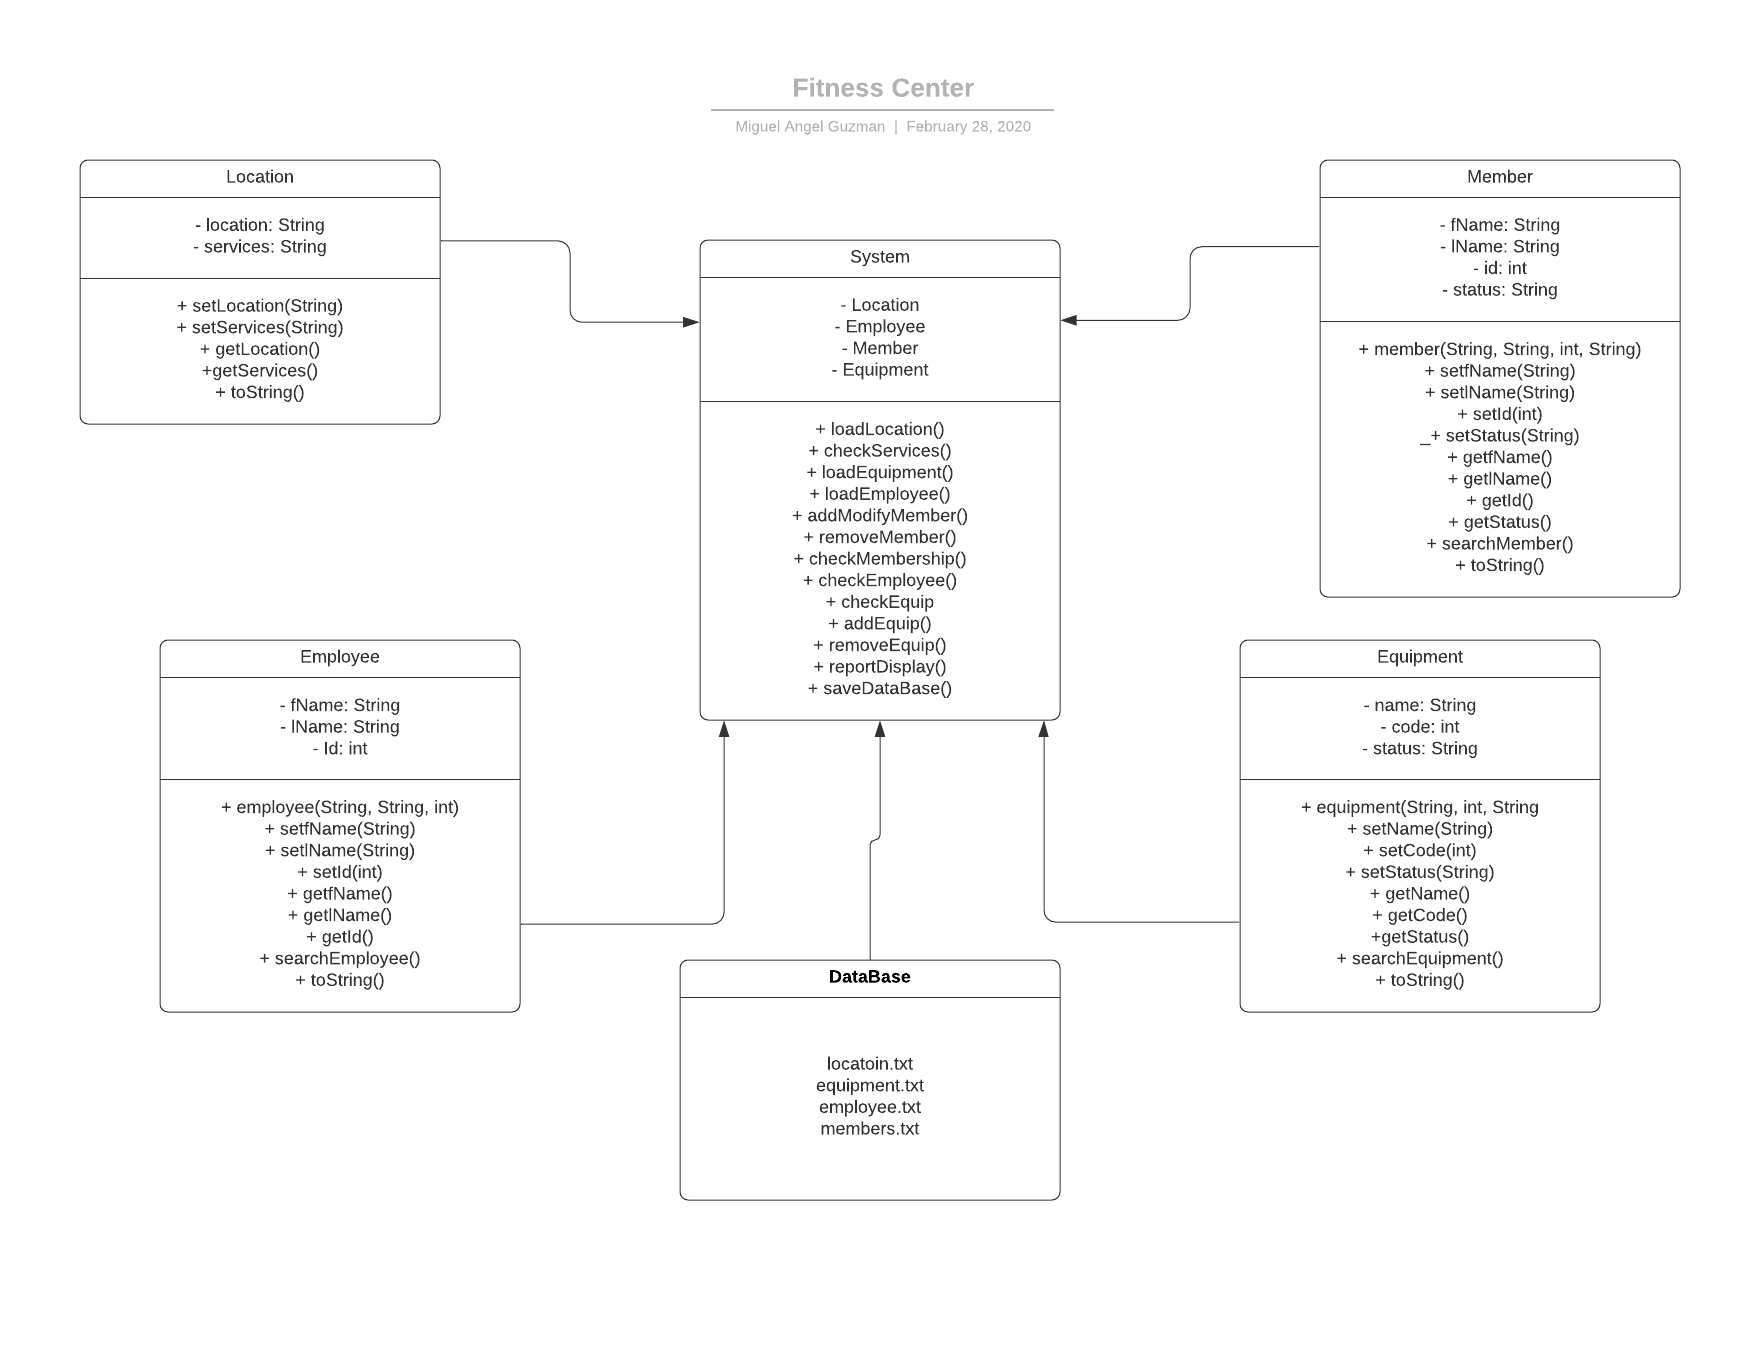 Fitness Center
Miguel Angel Guzman | February 28, 2020
Location
- location: String
- services: String
+ setLocation(String)
+ setServices(String)
+ getLocation()
+getServices()
+ toString()
System
- Location
- Employee
- Member
- Equipment
+ loadLocation()
+ checkServices()
+ loadEquipment()
+ loadEmployee()
+ addModifyMember()
+ removeMember()
+ checkMembership()
+ checkEmployee()
+ checkEquip
+ addEquip()
+ removeEquip()
+ reportDisplay()
+ saveDataBase()
Member
- fName: String
- lName: String
- id: int
- status: String
+ member(String, String, int, String)
+ setfName(String)
+ setlName(String)
+ setId(int)
_+ setStatus(String)
+ getfName()
+ getlName()
+ getId()
+ getStatus()
+ searchMember()
+ toString()
Employee
- fName: String
- lName: String
- Id: int
+ employee(String, String, int)
+ setfName(String)
+ setlName(String)
+ setId(int)
+ getfName()
+ getlName()
+ getId()
+ searchEmployee()
+ toString()
Equipment
- name: String
- code: int
- status: String
+ equipment(String, int, String
+ setName(String)
+ setCode(int)
+ setStatus(String)
+ getName()
+ getCode()
+getStatus()
+ searchEquipment()
+ toString()
DataBase
locatoin.txt
equipment.txt
employee.txt
members.txt